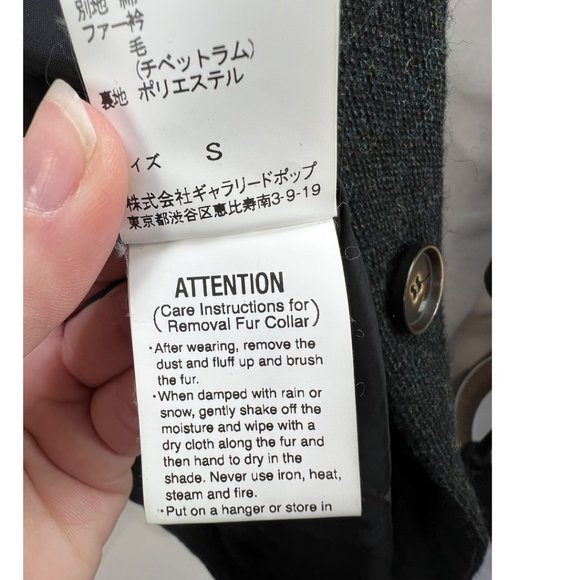 別地 綿
ファー衿
毛
(チベットラム)
裏地 ポリエステル
イズ S
株式会社ギャラリードポップ
東京都渋谷区恵比寿南3-9-19
ATTENTION
(Care Instructions for
Removal Fur Collar)
・After wearing, remove the
dust and fluff up and brush
the fur.
・When damped with rain or
snow, gently shake off the
moisture and wipe with a
dry cloth along the fur and
then hand to dry in the
shade. Never use iron, heat,
steam and fire.
・Put on a hanger or store in